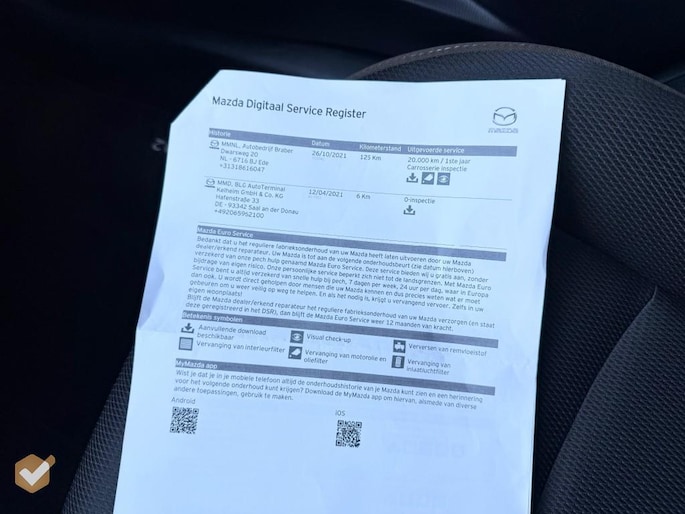 Mazda Digitaal Service Register
mazda
Historie Datum Kilometerstand Uitgevoerde service
MMNL, Autobedrijf Braber 26/10/2021 125 Km 20.000 km / 1ste jaar
Dwarsweg 20 Carrosserie inspectie
NL - 6716 BJ Ede
+31318616047
MMD, BLG AutoTerminal 12/04/2021 6 Km 0-inspectie
Kelheim GmbH & Co. KG
Hafenstraße 33
DE - 93342 Saal an der Donau
+492065962100
Mazda Euro Service
Bedankt dat u het reguliere fabrieksonderhoud van uw Mazda heeft laten uitvoeren door uw Mazda
dealer/erkend reparateur. Uw Mazda is tot aan de volgende onderhoudsbeurt (zie datum hierboven)
verzekerd van onze pech hulp genaamd Mazda Euro Service. Deze service bieden wij u gratis aan, zonder
bijdrage van eigen risico. Onze persoonlijke service beperkt zich niet tot de landsgrenzen. Met Mazda Euro
Service bent u altijd verzekerd van snelle hulp bij pech, 7 dagen per week, 24 uur per dag, waar in Europa
dan ook. U wordt direct geholpen door mensen die uw Mazda kennen en dus precies weten wat er moet
gebeuren om u weer veilig op weg te helpen. En als het nodig is, krijgt u vervangend vervoer. Zelfs in uw
eigen woonplaats!
Blijft de Mazda dealer/erkend reparateur het reguliere fabrieksonderhoud van uw Mazda verzorgen (en staat
deze geregistreerd in het DSR), dan blijft de Mazda Euro Service weer 12 maanden van kracht.
Betekenis symbolen
Aanvullende download beschikbaar
Visual check-up
Verversen van remvloeistof
Vervanging van interieurfilter
Vervanging van motorolie en oliefilter
Vervanging van inlaatluchtfilter
MyMazda app
Wist je dat je in je mobiele telefoon altijd de onderhoudshistorie van je Mazda kunt zien en een herinnering
voor het volgende onderhoud kunt krijgen? Download de MyMazda app om hiervan, alsmede van diverse
andere toepassingen, gebruik te maken.
Android iOS